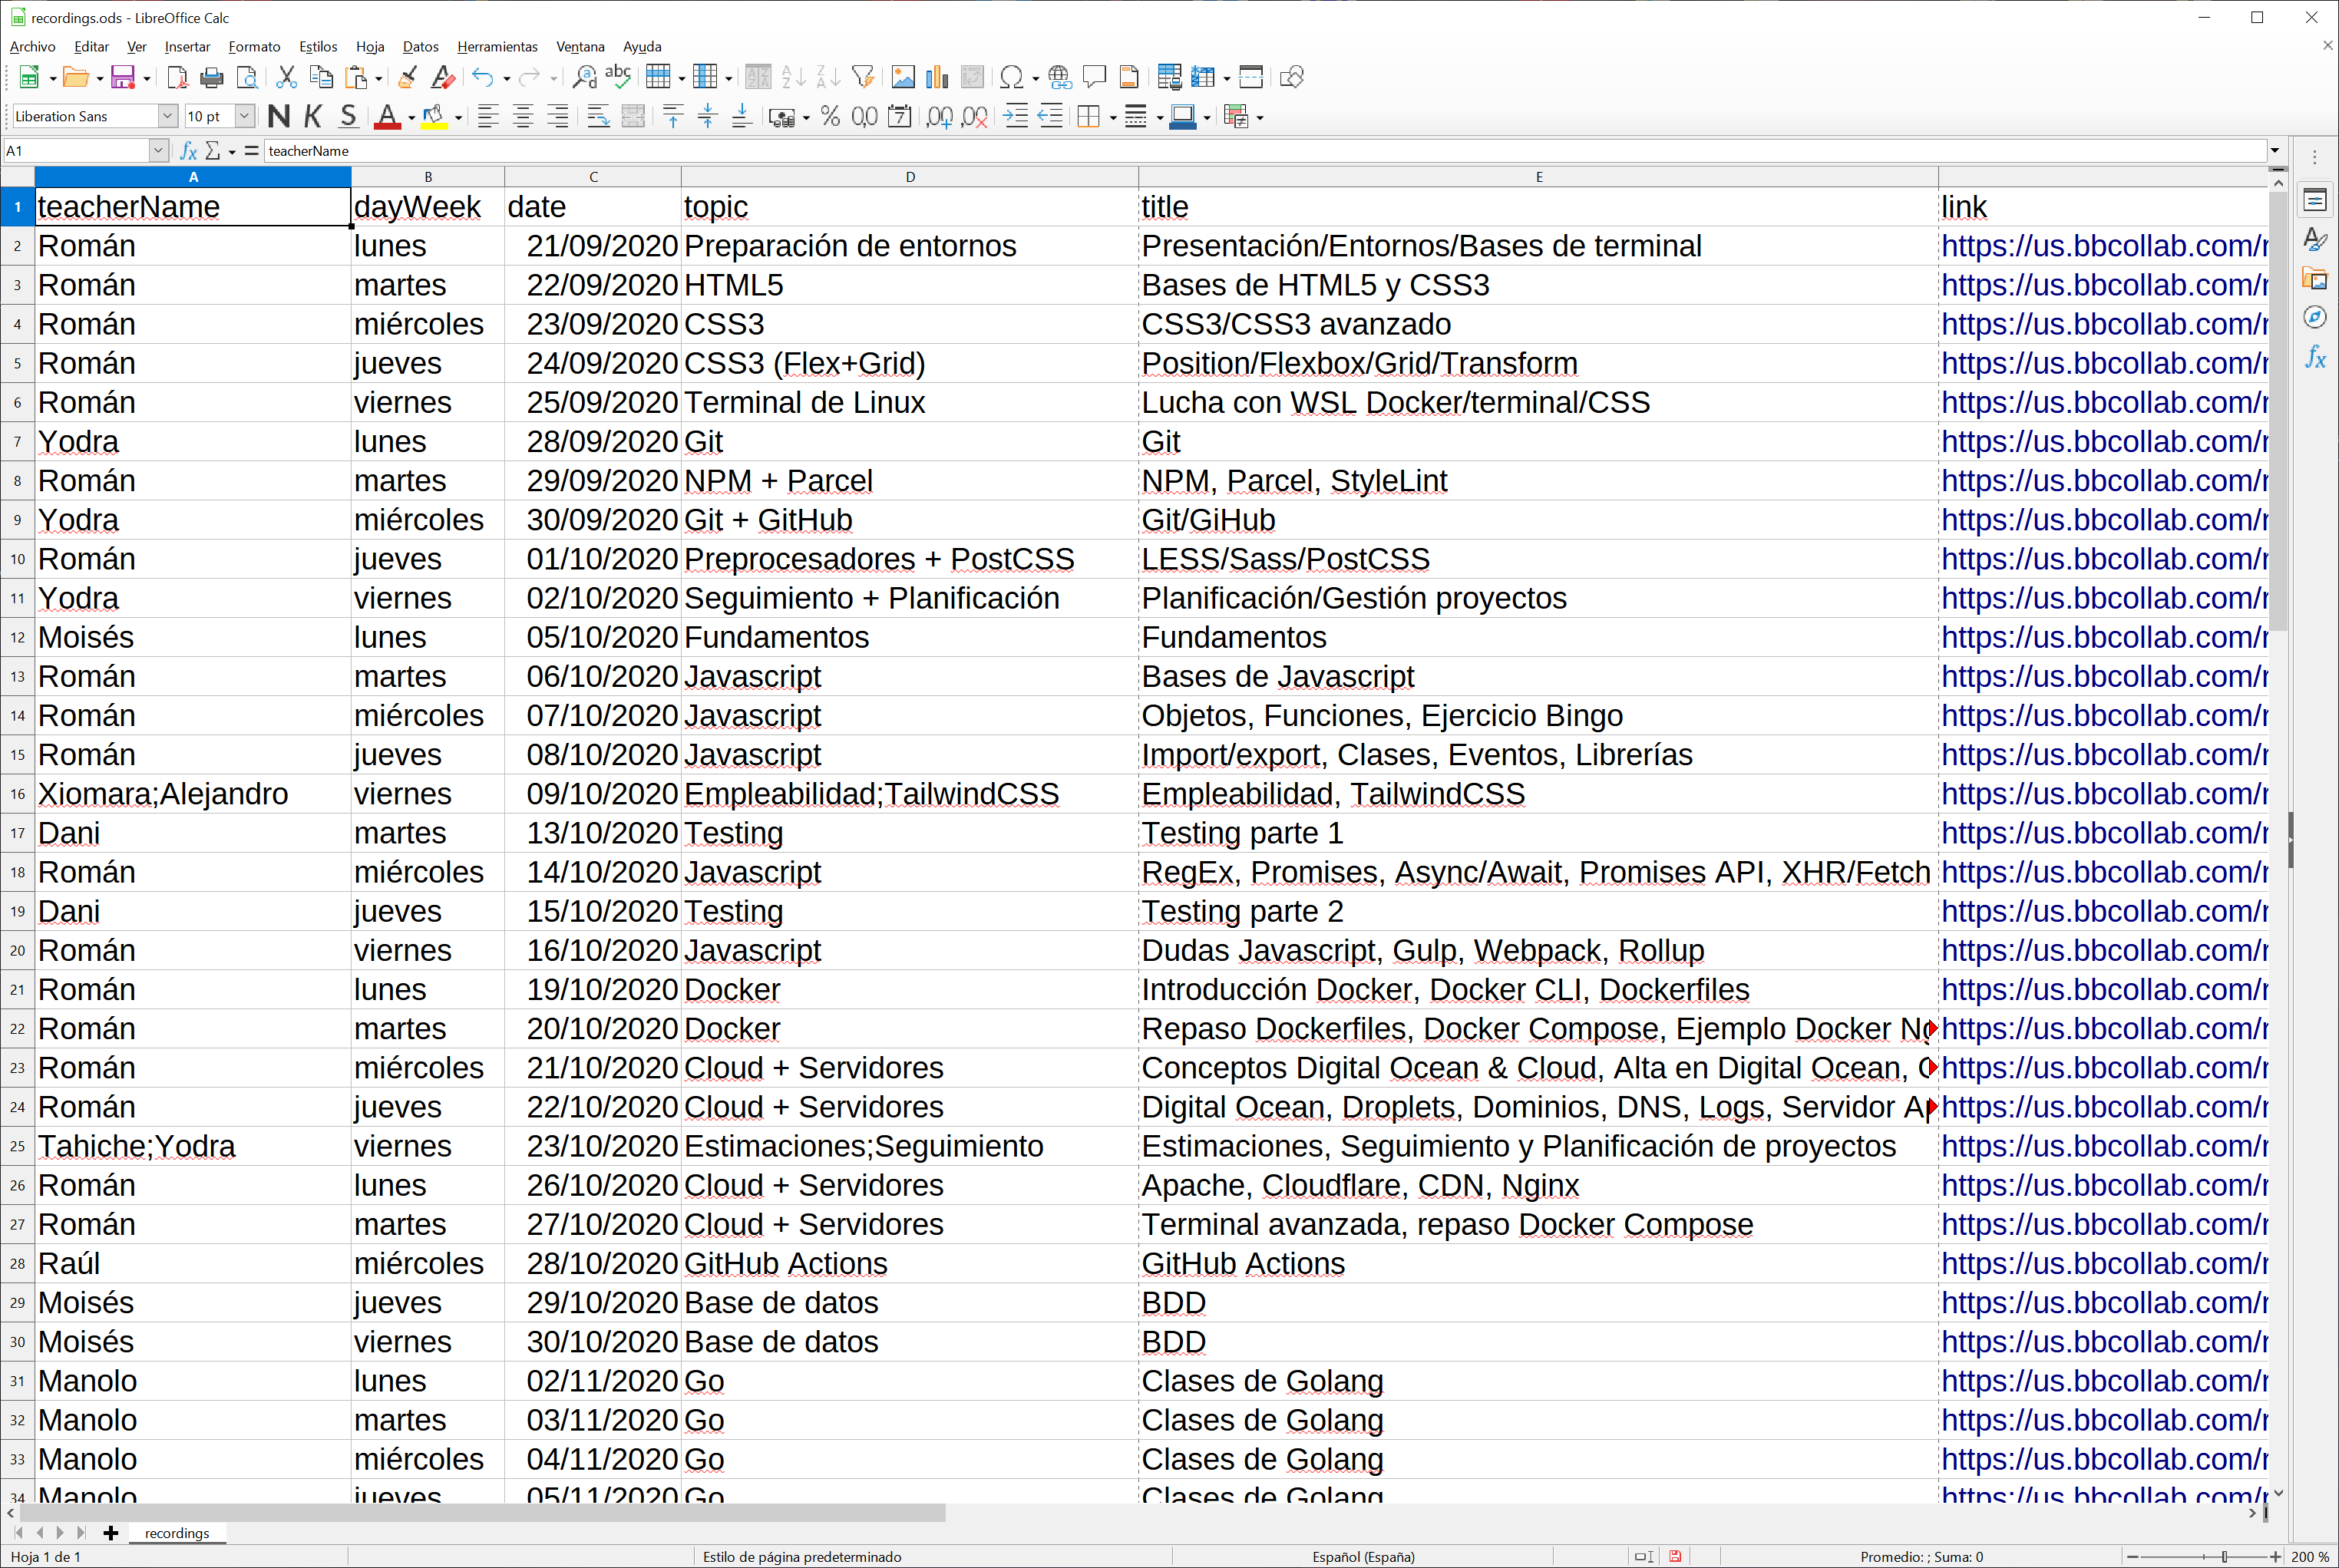 recordings.ods - LibreOffice Calc
Archivo Editar Ver Insertar Formato Estilos Hoja Datos Herramientas Ventana Ayuda
Liberation Sans 10 pt N K S A
A1 teacherName
A B C D E
1 teacherName dayWeek date topic title link
2 Román lunes 21/09/2020 Preparación de entornos Presentación/Entornos/Bases de terminal https://us.bbcollab.com/r
3 Román martes 22/09/2020 HTML5 Bases de HTML5 y CSS3 https://us.bbcollab.com/r
4 Román miércoles 23/09/2020 CSS3 CSS3/CSS3 avanzado https://us.bbcollab.com/r
5 Román jueves 24/09/2020 CSS3 (Flex+Grid) Position/Flexbox/Grid/Transform https://us.bbcollab.com/r
6 Román viernes 25/09/2020 Terminal de Linux Lucha con WSL Docker/terminal/CSS https://us.bbcollab.com/r
7 Yodra lunes 28/09/2020 Git Git https://us.bbcollab.com/r
8 Román martes 29/09/2020 NPM + Parcel NPM, Parcel, StyleLint https://us.bbcollab.com/r
9 Yodra miércoles 30/09/2020 Git + GitHub Git/GiHub https://us.bbcollab.com/r
10 Román jueves 01/10/2020 Preprocesadores + PostCSS LESS/Sass/PostCSS https://us.bbcollab.com/r
11 Yodra viernes 02/10/2020 Seguimiento + Planificación Planificación/Gestión proyectos https://us.bbcollab.com/r
12 Moisés lunes 05/10/2020 Fundamentos Fundamentos https://us.bbcollab.com/r
13 Román martes 06/10/2020 Javascript Bases de Javascript https://us.bbcollab.com/r
14 Román miércoles 07/10/2020 Javascript Objetos, Funciones, Ejercicio Bingo https://us.bbcollab.com/r
15 Román jueves 08/10/2020 Javascript Import/export, Clases, Eventos, Librerías https://us.bbcollab.com/r
16 Xiomara;Alejandro viernes 09/10/2020 Empleabilidad;TailwindCSS Empleabilidad, TailwindCSS https://us.bbcollab.com/r
17 Dani martes 13/10/2020 Testing Testing parte 1 https://us.bbcollab.com/r
18 Román miércoles 14/10/2020 Javascript RegEx, Promises, Async/Await, Promises API, XHR/Fetch https://us.bbcollab.com/r
19 Dani jueves 15/10/2020 Testing Testing parte 2 https://us.bbcollab.com/r
20 Román viernes 16/10/2020 Javascript Dudas Javascript, Gulp, Webpack, Rollup https://us.bbcollab.com/r
21 Román lunes 19/10/2020 Docker Introducción Docker, Docker CLI, Dockerfiles https://us.bbcollab.com/r
22 Román martes 20/10/2020 Docker Repaso Dockerfiles, Docker Compose, Ejemplo Docker https://us.bbcollab.com/r
23 Román miércoles 21/10/2020 Cloud + Servidores Conceptos Digital Ocean & Cloud, Alta en Digital Ocean, https://us.bbcollab.com/r
24 Román jueves 22/10/2020 Cloud + Servidores Digital Ocean, Droplets, Dominios, DNS, Logs, Servidor https://us.bbcollab.com/r
25 Tahiche;Yodra viernes 23/10/2020 Estimaciones;Seguimiento Estimaciones, Seguimiento y Planificación de proyectos https://us.bbcollab.com/r
26 Román lunes 26/10/2020 Cloud + Servidores Apache, Cloudflare, CDN, Nginx https://us.bbcollab.com/r
27 Román martes 27/10/2020 Cloud + Servidores Terminal avanzada, repaso Docker Compose https://us.bbcollab.com/r
28 Raúl miércoles 28/10/2020 GitHub Actions GitHub Actions https://us.bbcollab.com/r
29 Moisés jueves 29/10/2020 Base de datos BDD https://us.bbcollab.com/r
30 Moisés viernes 30/10/2020 Base de datos BDD https://us.bbcollab.com/r
31 Manolo lunes 02/11/2020 Go Clases de Golang https://us.bbcollab.com/r
32 Manolo martes 03/11/2020 Go Clases de Golang https://us.bbcollab.com/r
33 Manolo miércoles 04/11/2020 Go Clases de Golang https://us.bbcollab.com/r
34 Manolo jueves 05/11/2020 Go Clases de Golang https://us.bbcollab.com/r
recordings
Hoja 1 de 1 Estilo de página predeterminado Español (España) Promedio: ; Suma: 0 200 %